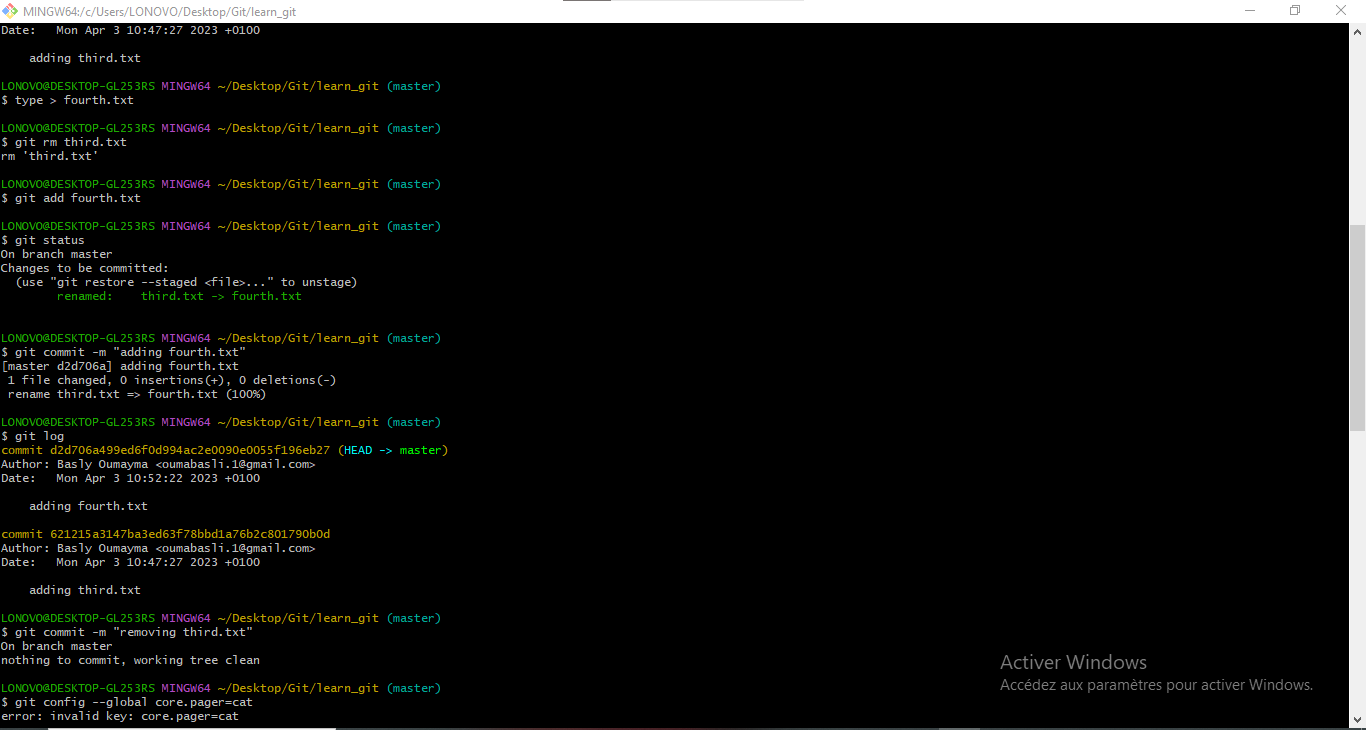 MINGW64:/c/Users/LONOVO/Desktop/Git/learn_git
Date:   Mon Apr 3 10:47:27 2023 +0100
    adding third.txt
LONOVO@DESKTOP-GL253RS MINGW64 ~/Desktop/Git/learn_git (master)
$ type > fourth.txt
LONOVO@DESKTOP-GL253RS MINGW64 ~/Desktop/Git/learn_git (master)
$ git rm third.txt
rm 'third.txt'
LONOVO@DESKTOP-GL253RS MINGW64 ~/Desktop/Git/learn_git (master)
$ git add fourth.txt
LONOVO@DESKTOP-GL253RS MINGW64 ~/Desktop/Git/learn_git (master)
$ git status
On branch master
Changes to be committed:
  (use "git restore --staged <file>..." to unstage)
        renamed:    third.txt -> fourth.txt
LONOVO@DESKTOP-GL253RS MINGW64 ~/Desktop/Git/learn_git (master)
$ git commit -m "adding fourth.txt"
[master d2d706a] adding fourth.txt
 1 file changed, 0 insertions(+), 0 deletions(-)
 rename third.txt => fourth.txt (100%)
LONOVO@DESKTOP-GL253RS MINGW64 ~/Desktop/Git/learn_git (master)
$ git log
commit d2d706a499ed6f0d994ac2e0090e0055f196eb27 (HEAD -> master)
Author: Basly Oumayma <oumabasli.1@gmail.com>
Date:   Mon Apr 3 10:52:22 2023 +0100
    adding fourth.txt
commit 621215a3147ba3ed63f78bbd1a76b2c801790b0d
Author: Basly Oumayma <oumabasli.1@gmail.com>
Date:   Mon Apr 3 10:47:27 2023 +0100
    adding third.txt
LONOVO@DESKTOP-GL253RS MINGW64 ~/Desktop/Git/learn_git (master)
$ git commit -m "removing third.txt"
On branch master
nothing to commit, working tree clean
LONOVO@DESKTOP-GL253RS MINGW64 ~/Desktop/Git/learn_git (master)
$ git config --global core.pager=cat
error: invalid key: core.pager=cat
Activer Windows
Accédez aux paramètres pour activer Windows.